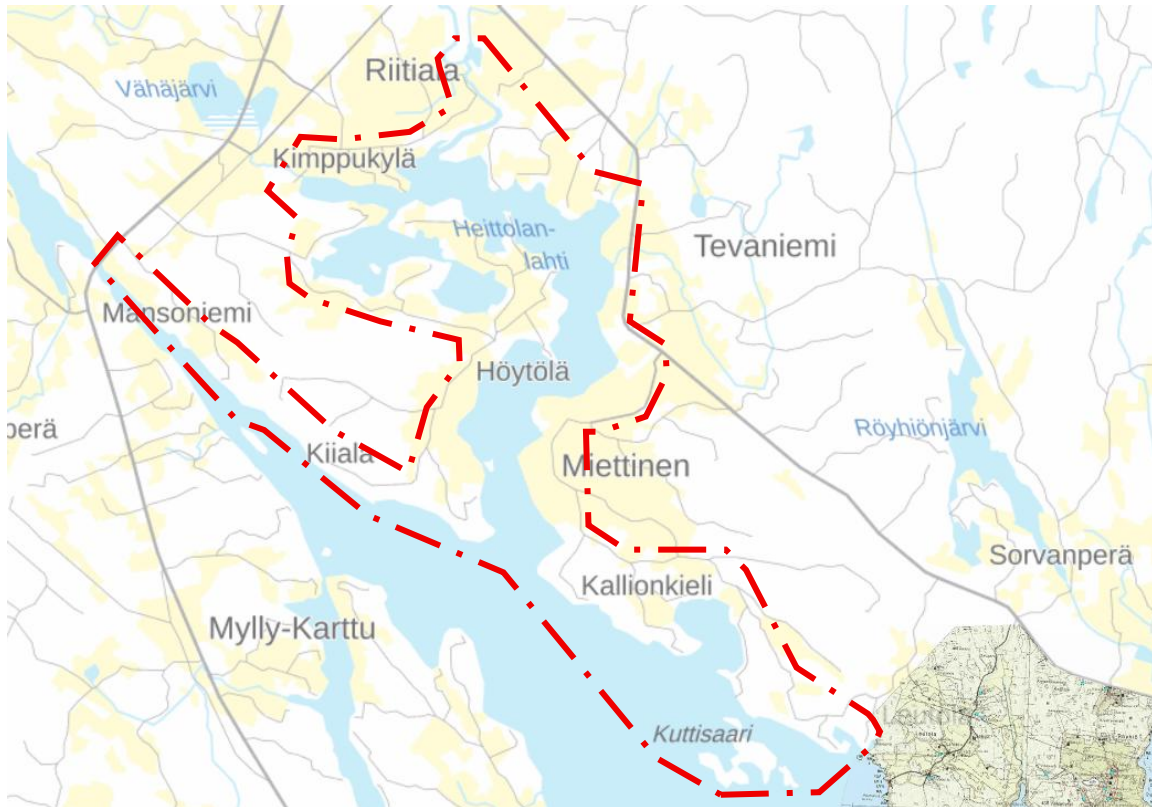 Riitiala
Vähäjärvi
Kimppukylä
Heittolan-
lahti
Tevaniemi
Mansoniemi
Höytölä
perä
Röyhiönjärvi
Kiiala
Miettinen
Sorvanperä
Kallionkieli
Mylly-Karttu
Kuttisaari